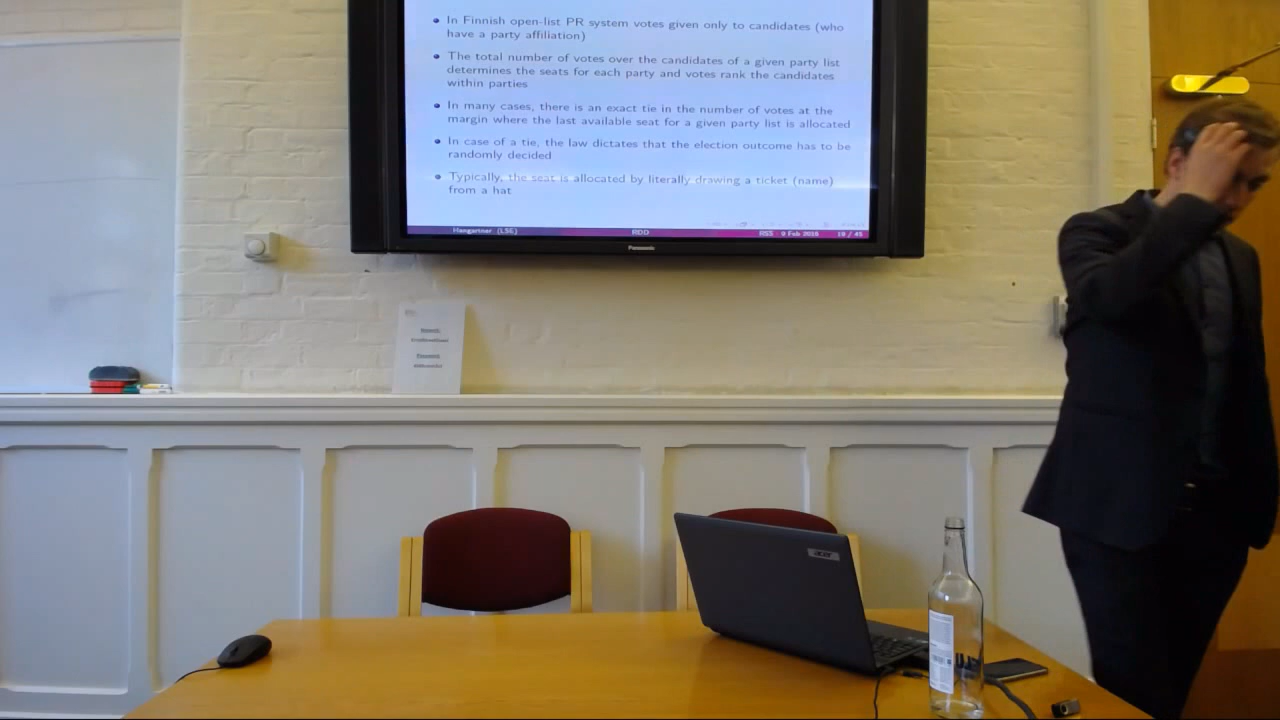 In Finnish open-list PR system votes given only to candidates (who
have a party affiliation)
The total number of votes over the candidates of a given party list
determines the seats for each party and votes rank the candidates
within parties
In many cases, there is an exact tie in the number of votes at the
margin where the last available seat for a given party list is allocated
In case of a tie, the law dictates that the election outcome has to be
randomly decided
Typically, the seat is allocated by literally drawing a ticket (name)
from a hat
Hangartner (LSE) RDD RSS 9 Feb 2016 19 / 45
Panasonic
acer